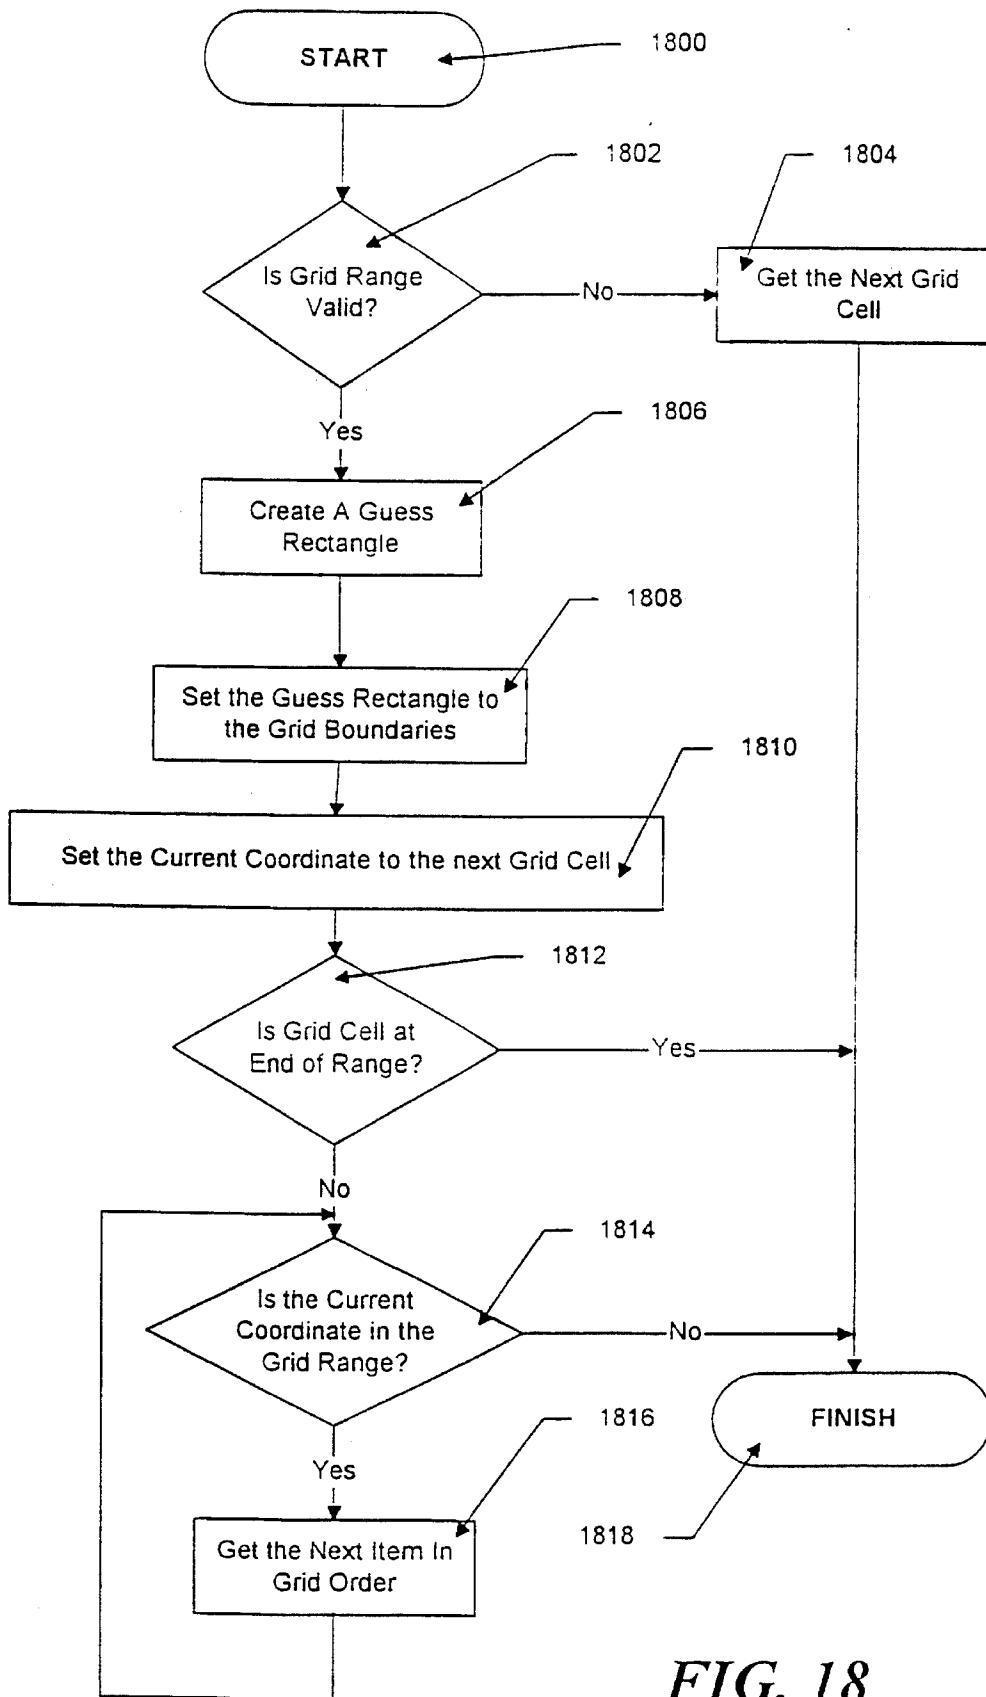 START
1800
1802
1804
Is Grid Range
Valid?
No
Get the Next Grid
Cell
Yes
1806
Create A Guess
Rectangle
1808
Set the Guess Rectangle to
the Grid Boundaries
1810
Set the Current Coordinate to the next Grid Cell
1812
Is Grid Cell at
End of Range?
Yes
No
1814
Is the Current
Coordinate in the
Grid Range?
No
1816
FINISH
Yes
1818
Get the Next Item In
Grid Order
FIG. 18